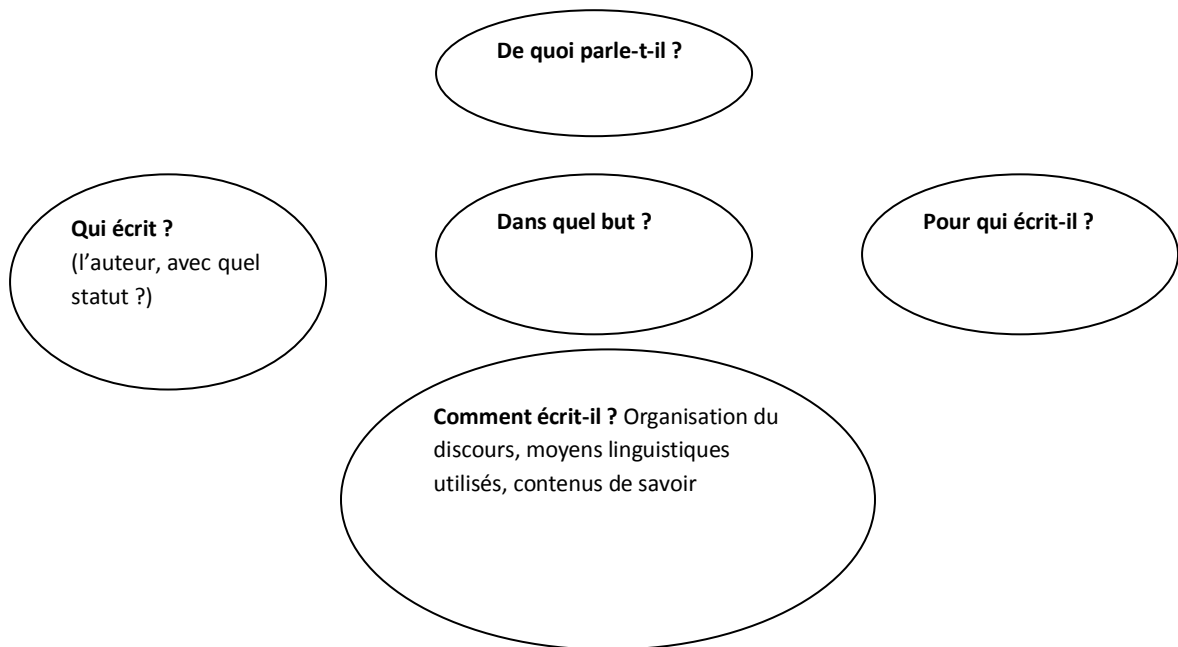 De quoi parle-t-il ?
Qui écrit ?
(l’auteur, avec quel
statut ?)
Dans quel but ?
Pour qui écrit-il ?
Comment écrit-il ? Organisation du
discours, moyens linguistiques
utilisés, contenus de savoir